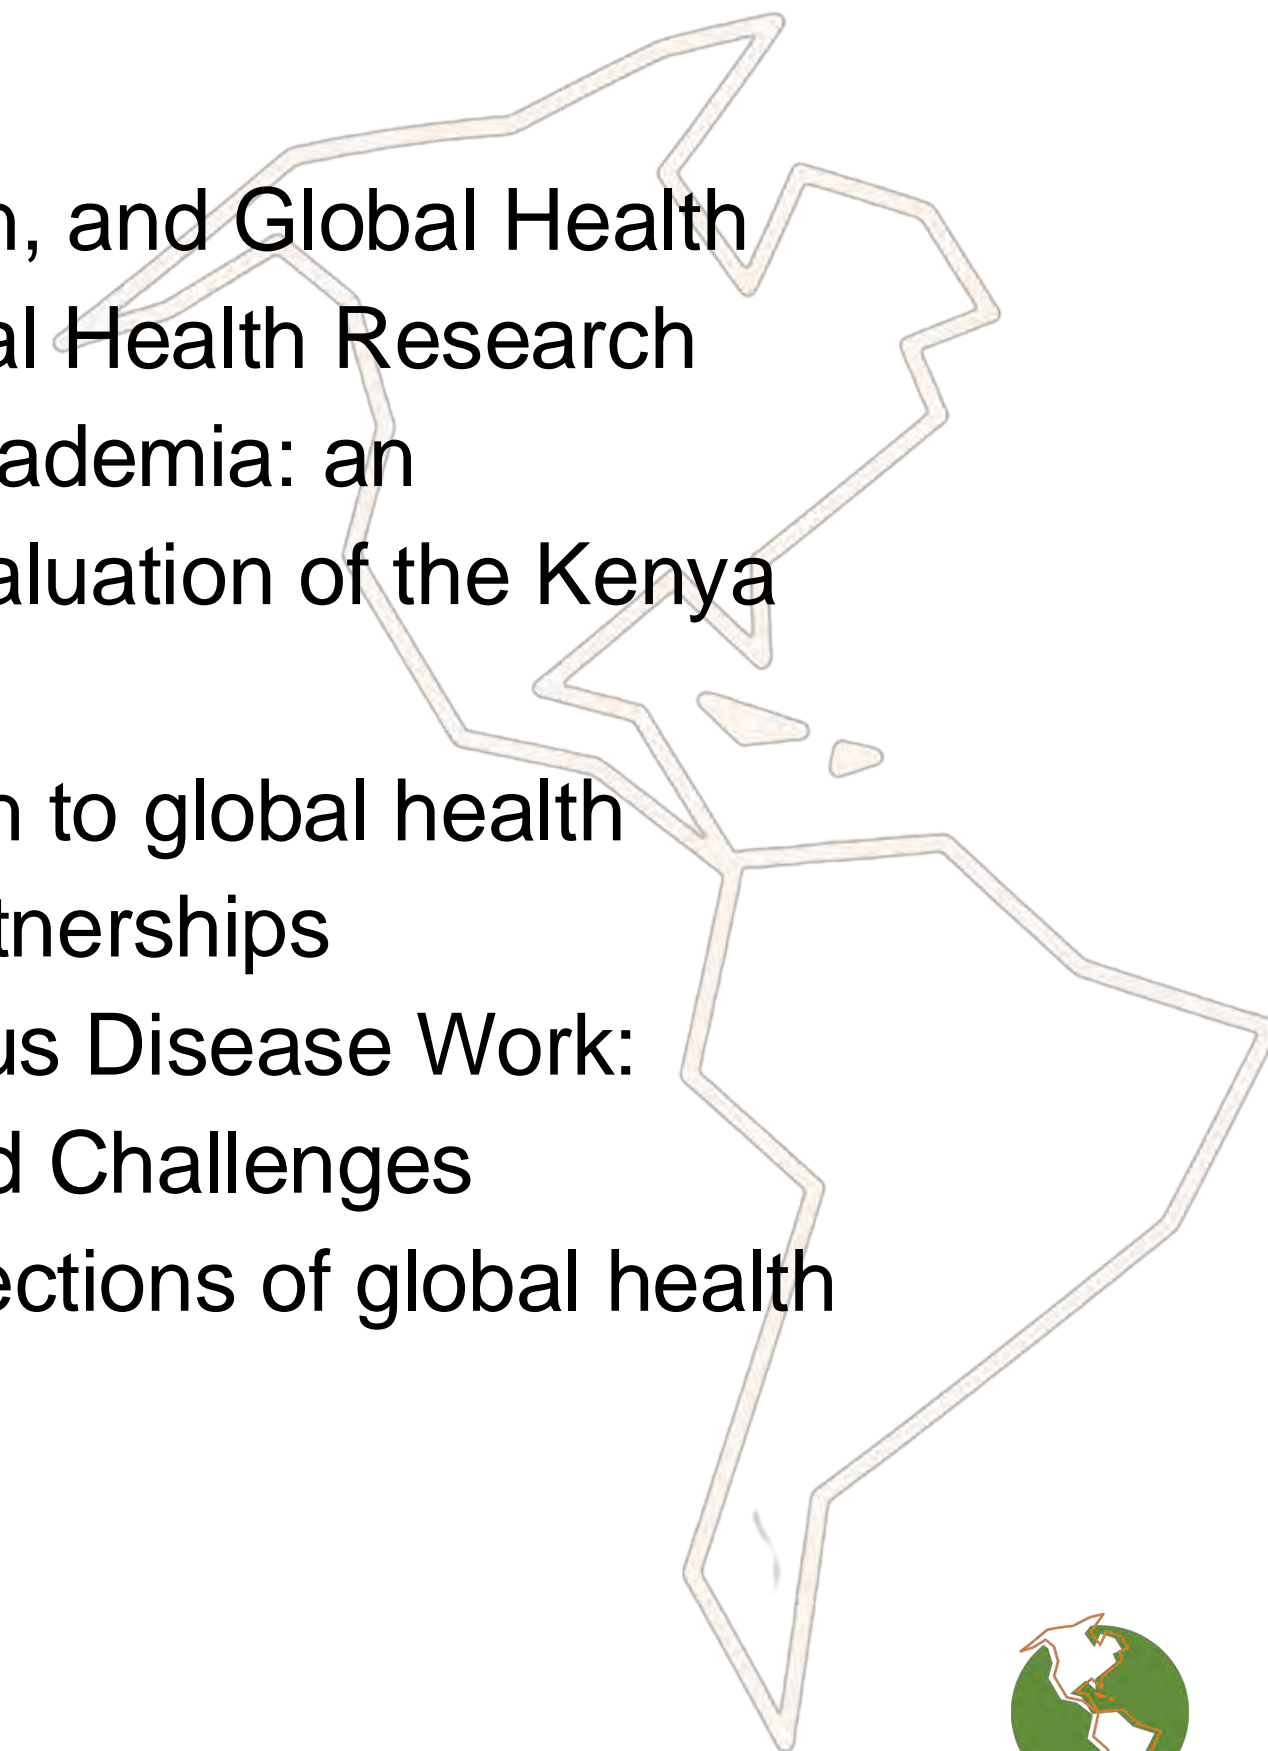 n, and Global Health
al Health Research
ademia: an
aluation of the Kenya
n to global health
tnerships
us Disease Work:
d Challenges
ections of global health